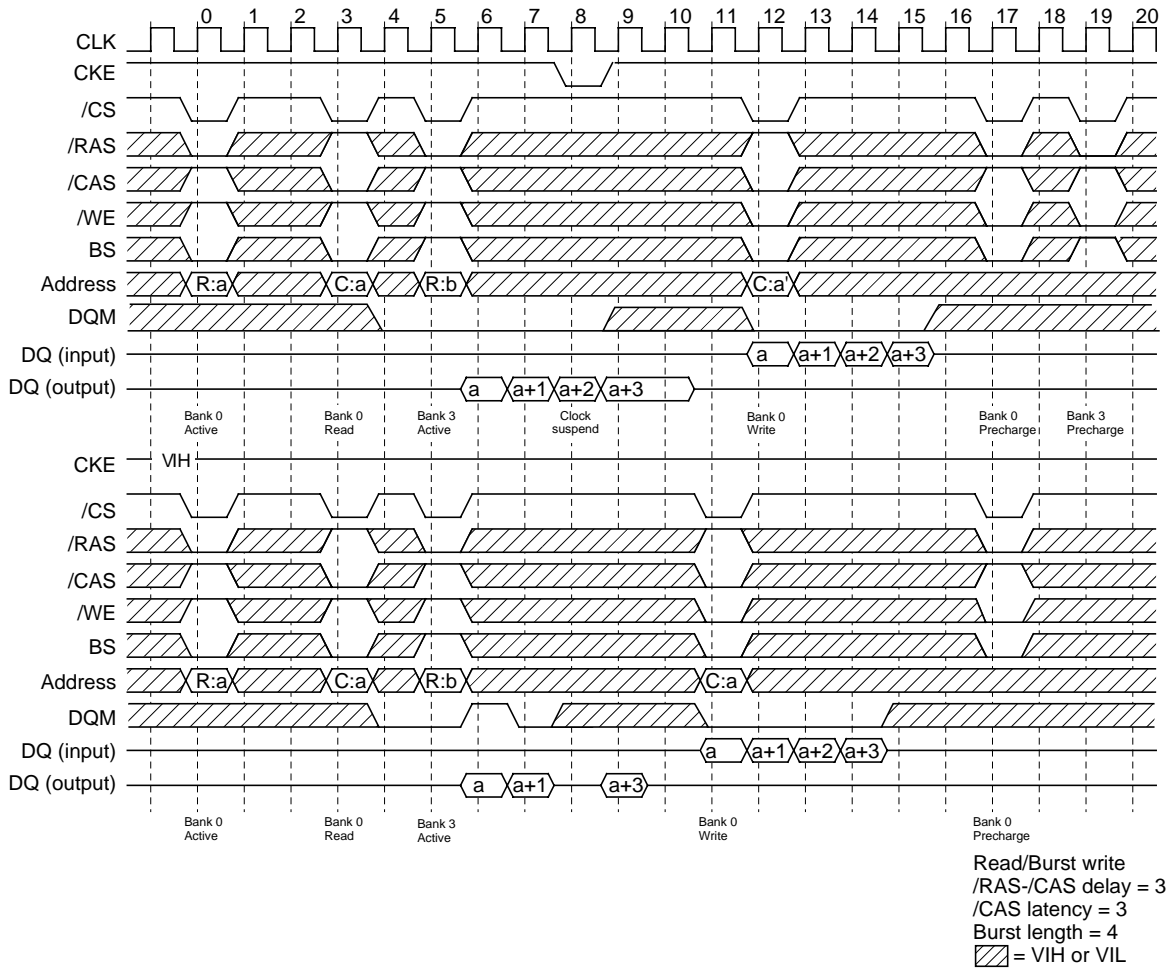 0 1 2 3 4 5 6 7 8 9 10 11 12 13 14 15 16 17 18 19 20
CLK
CKE
/CS
/RAS
/CAS
/WE
BS
Address R:a C:a R:b C:a'
DQM
DQ (input) a a+1 a+2 a+3
DQ (output) a a+1 a+2 a+3
Bank 0 Bank 0 Bank 3 Clock Bank 0 Bank 0 Bank 3
Active Read Active suspend Write Precharge Precharge
CKE VIH
/CS
/RAS
/CAS
/WE
BS
Address R:a C:a R:b C:a
DQM
DQ (input) a a+1 a+2 a+3
DQ (output) a a+1 a+3
Bank 0 Bank 0 Bank 3 Bank 0 Bank 0
Active Read Active Write Precharge
Read/Burst write
/RAS-/CAS delay = 3
/CAS latency = 3
Burst length = 4
= VIH or VIL